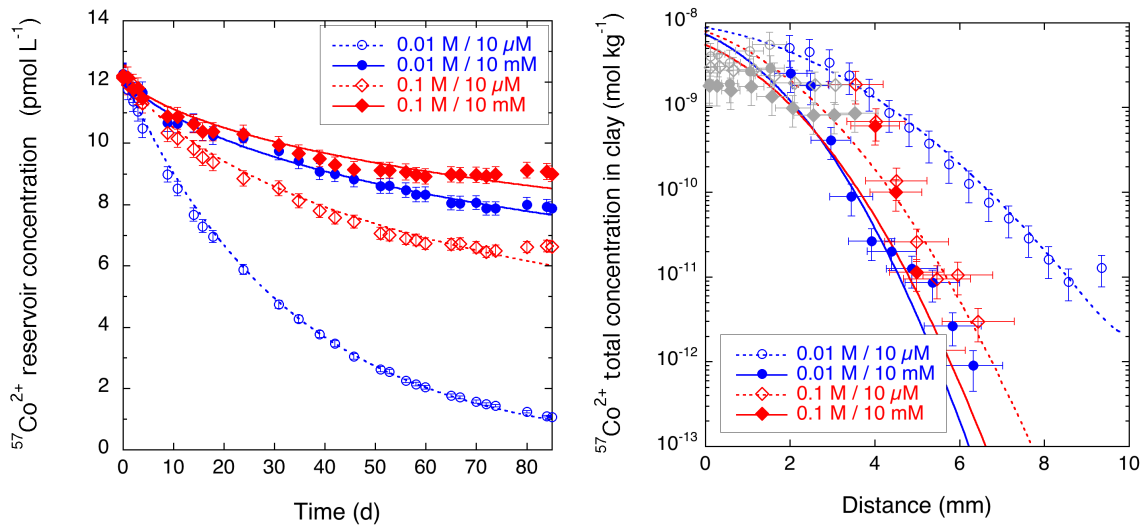 ⁵⁷Co²⁺ reservoir concentration (pmol L⁻¹)
14
12
10
8
6
4
2
0
0.01 M / 10 µM
0.01 M / 10 mM
0.1 M / 10 µM
0.1 M / 10 mM
0 10 20 30 40 50 60 70 80
Time (d)
⁵⁷Co²⁺ total concentration in clay (mol kg⁻¹)
10⁻⁸
10⁻⁹
10⁻¹⁰
10⁻¹¹
10⁻¹²
10⁻¹³
0.01 M / 10 µM
0.01 M / 10 mM
0.1 M / 10 µM
0.1 M / 10 mM
0 2 4 6 8 10
Distance (mm)